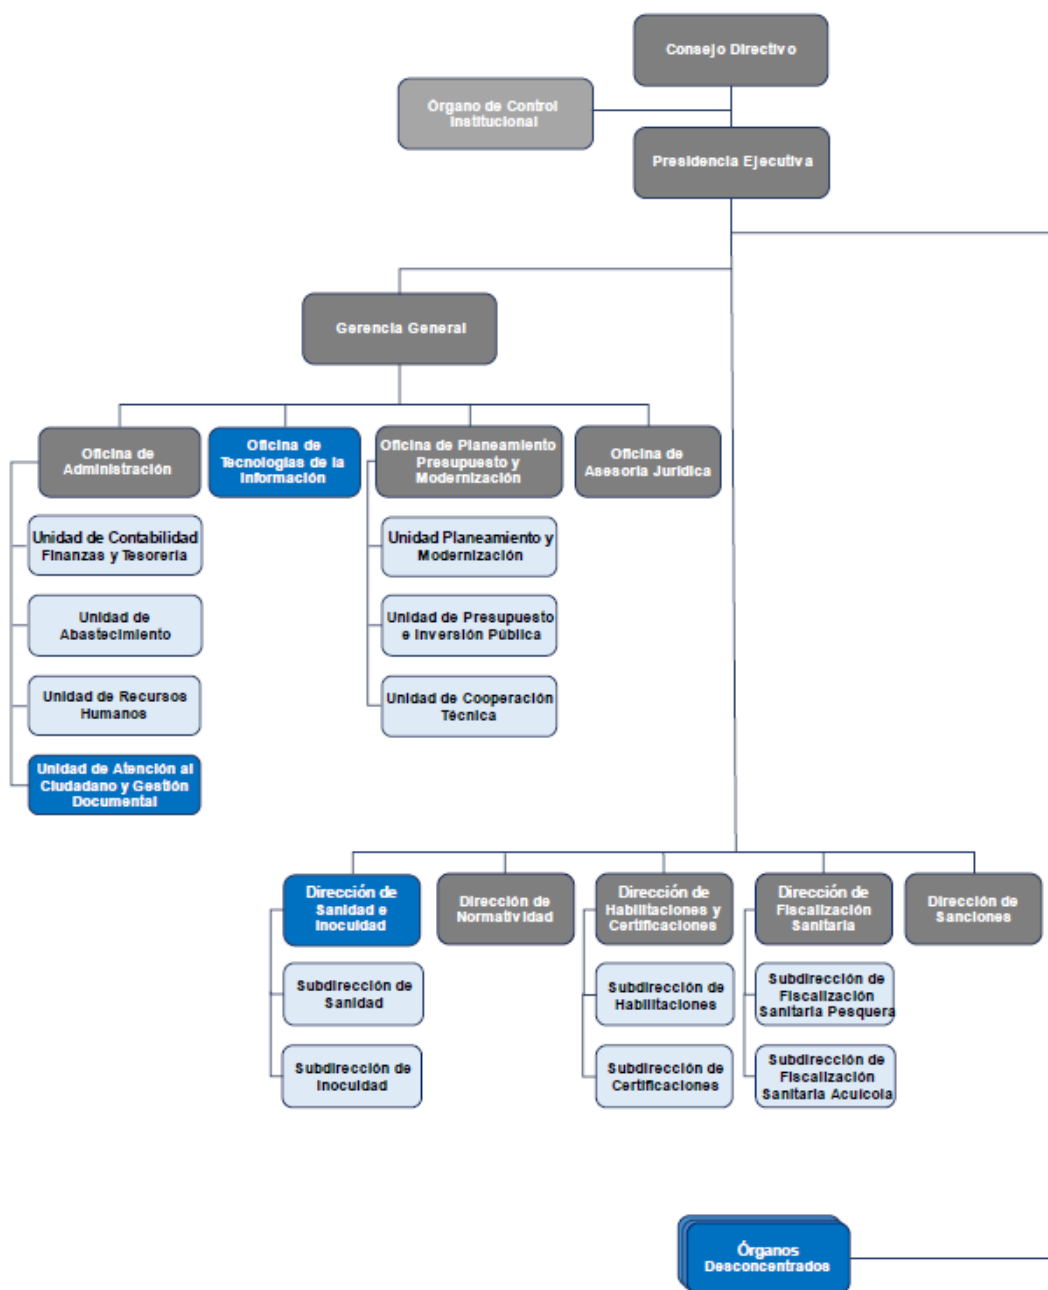 Consejo Directivo
Órgano de Control
Institucional
Presidencia Ejecutiva
Gerencia General
Oficina de
Administración
Oficina de
Tecnologías de la
Información
Oficina de Planeamiento
Presupuesto y
Modernización
Oficina de
Asesoría Jurídica
Unidad de Contabilidad
Finanzas y Tesorería
Unidad de
Abastecimiento
Unidad de Recursos
Humanos
Unidad de Atención al
Ciudadano y Gestión
Documental
Unidad Planeamiento y
Modernización
Unidad de Presupuesto
e Inversión Pública
Unidad de Cooperación
Técnica
Dirección de
Sanidad e
Inocuidad
Dirección de
Normatividad
Dirección de
Habilitaciones y
Certificaciones
Dirección de
Fiscalización
Sanitaria
Dirección de
Sanciones
Subdirección de
Sanidad
Subdirección de
Inocuidad
Subdirección de
Habilitaciones
Subdirección de
Certificaciones
Subdirección de
Fiscalización
Sanitaria Pesquera
Subdirección de
Fiscalización
Sanitaria Acuícola
Órganos
Desconcentrados